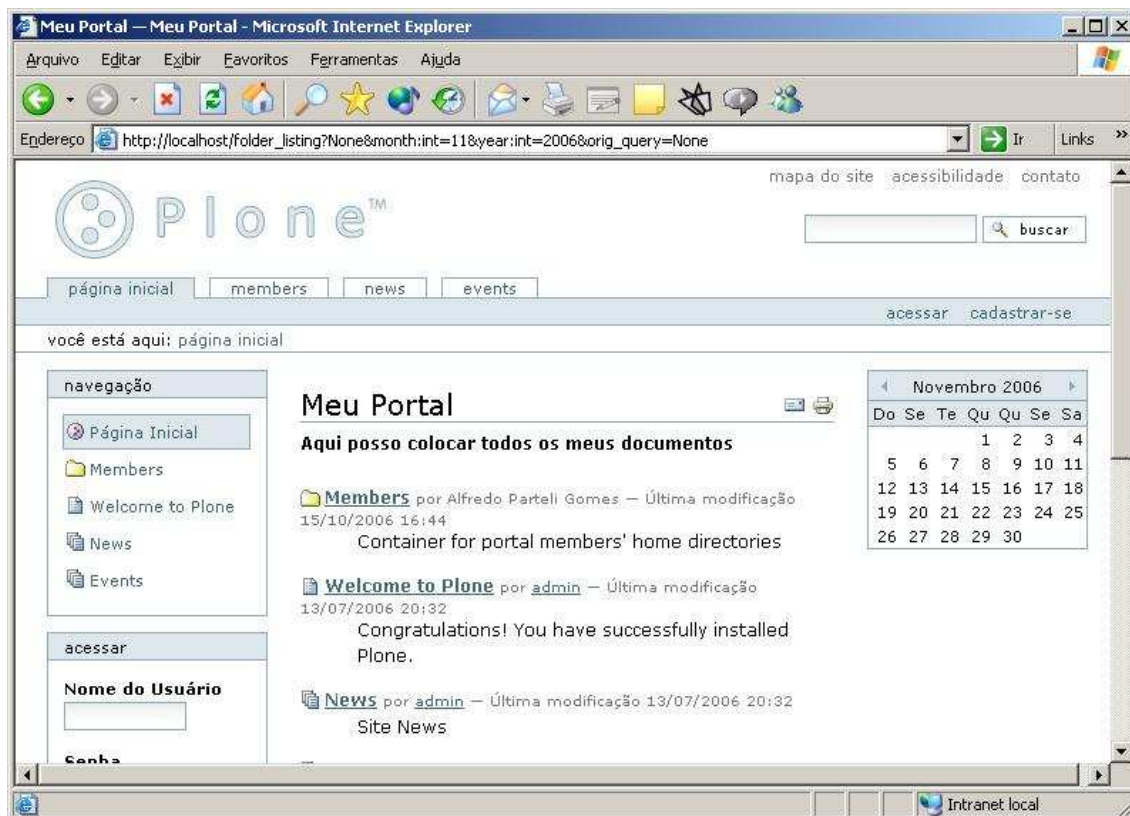 Meu Portal — Meu Portal - Microsoft Internet Explorer
Arquivo Editar Exibir Favoritos Ferramentas Ajuda
Endereço http://localhost/folder_listing?None&month:int=11&year:int=2006&orig_query=None Ir Links »
mapa do site acessibilidade contato
Plone™
buscar
página inicial members news events
acessar cadastrar-se
você está aqui: página inicial
navegação
Página Inicial
Members
Welcome to Plone
News
Events
acessar
Nome do Usuário
Senha
Meu Portal
Aqui posso colocar todos os meus documentos
Members por Alfredo Parteli Gomes — Última modificação
15/10/2006 16:44
Container for portal members' home directories
Welcome to Plone por admin — Última modificação
13/07/2006 20:32
Congratulations! You have successfully installed
Plone.
News por admin — Última modificação 13/07/2006 20:32
Site News
Novembro 2006
Do Se Te Qu Qu Se Sa
1 2 3 4
5 6 7 8 9 10 11
12 13 14 15 16 17 18
19 20 21 22 23 24 25
26 27 28 29 30
Intranet local